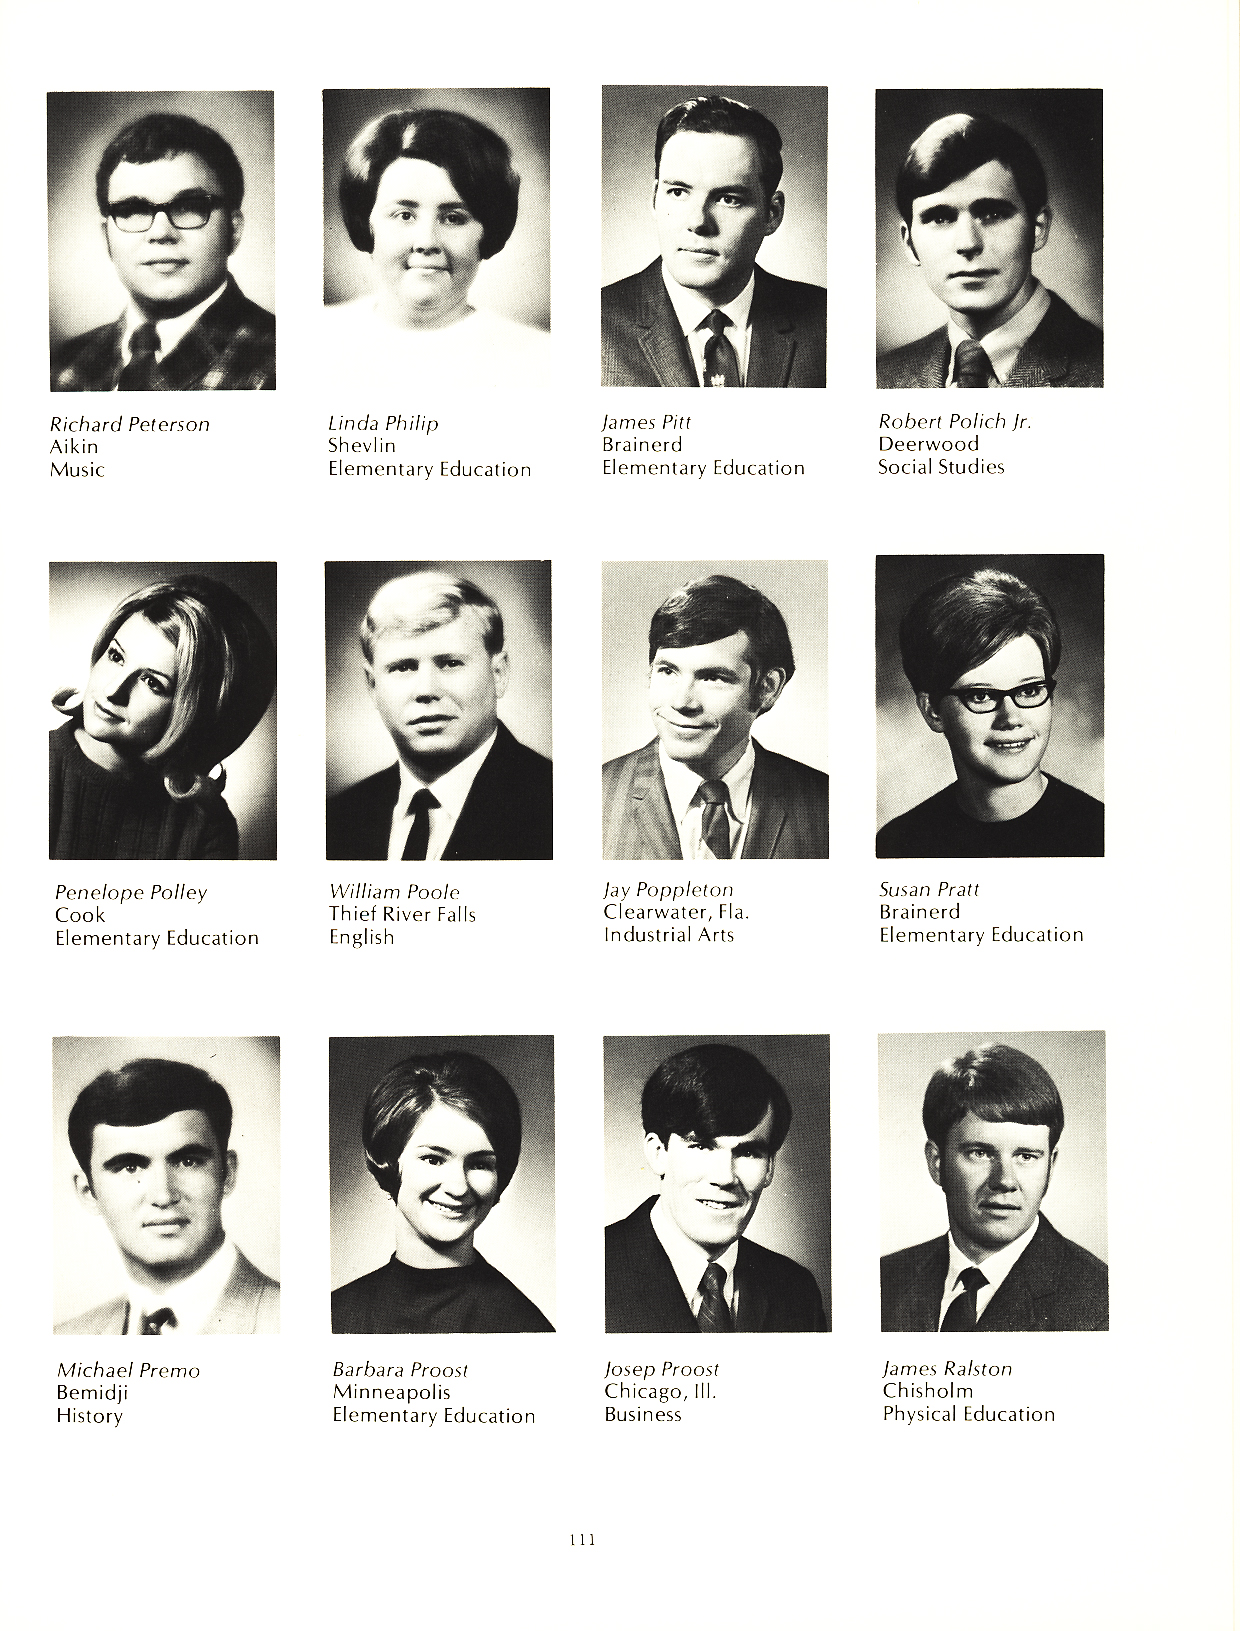 Richard Peterson
Aikin
Music
Linda Philip
Shevlin
Elementary Education
James Pitt
Brainerd
Elementary Education
Robert Polich Jr.
Deerwood
Social Studies
Penelope Polley
Cook
Elementary Education
William Poole
Thief River Falls
English
Jay Poppleton
Clearwater, Fla.
Industrial Arts
Susan Pratt
Brainerd
Elementary Education
Michael Premo
Bemidji
History
Barbara Proost
Minneapolis
Elementary Education
Josep Proost
Chicago, Ill.
Business
James Ralston
Chisholm
Physical Education
111